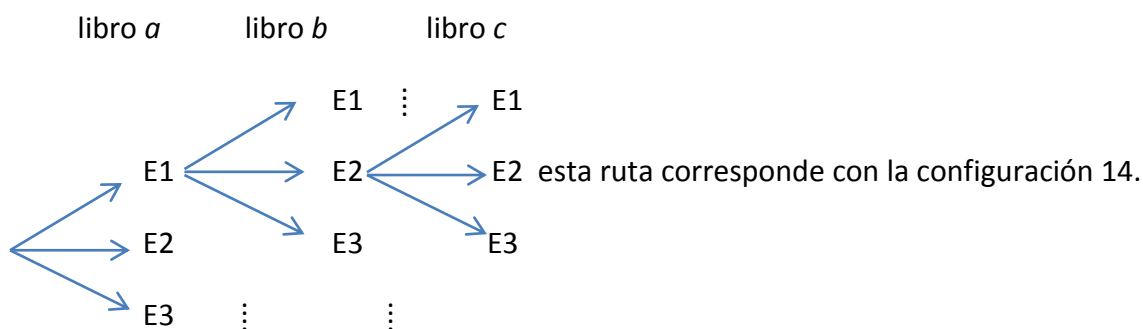 libro a libro b libro c
E1 ⋮ E1
E1 E2 E2 esta ruta corresponde con la configuración 14.
E2 E3 E3
E3 ⋮ ⋮